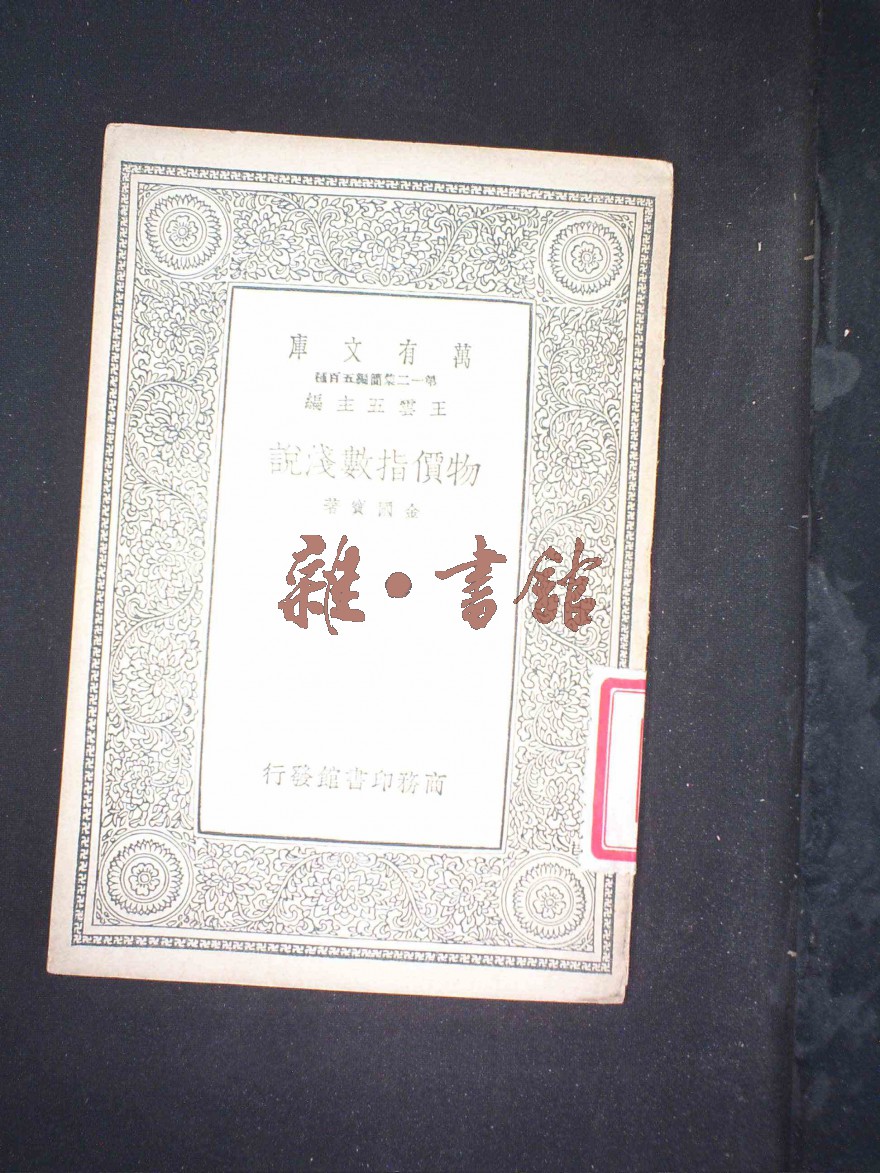 萬有文庫
第一二集簡編五百種
王雲五主編
物價指數淺說
金國寶著
雜•書館
商務印書館發行